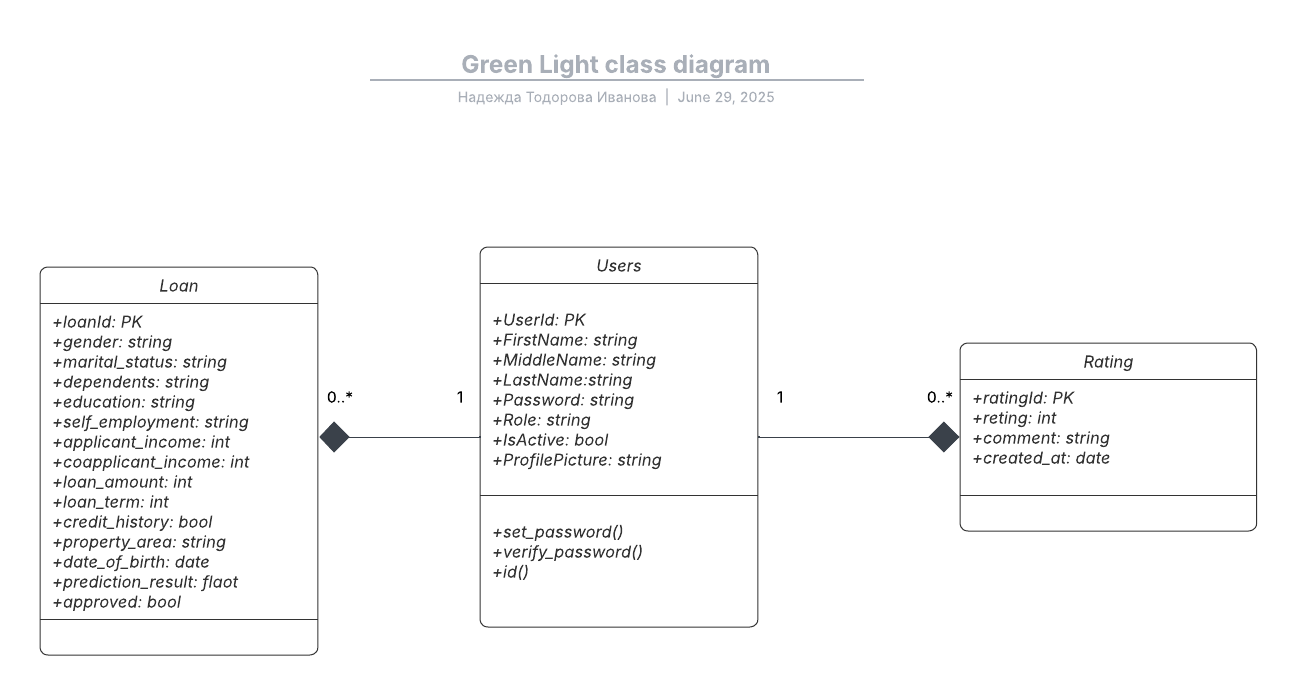 Green Light class diagram
Надежда Тодорова Иванова | June 29, 2025
Loan
+loanId: PK
+gender: string
+marital_status: string
+dependents: string
+education: string
+self_employment: string
+applicant_income: int
+coapplicant_income: int
+loan_amount: int
+loan_term: int
+credit_history: bool
+property_area: string
+date_of_birth: date
+prediction_result: flaot
+approved: bool
0..*
1
Users
+UserId: PK
+FirstName: string
+MiddleName: string
+LastName:string
+Password: string
+Role: string
+IsActive: bool
+ProfilePicture: string
+set_password()
+verify_password()
+id()
1
0..*
Rating
+ratingId: PK
+reting: int
+comment: string
+created_at: date